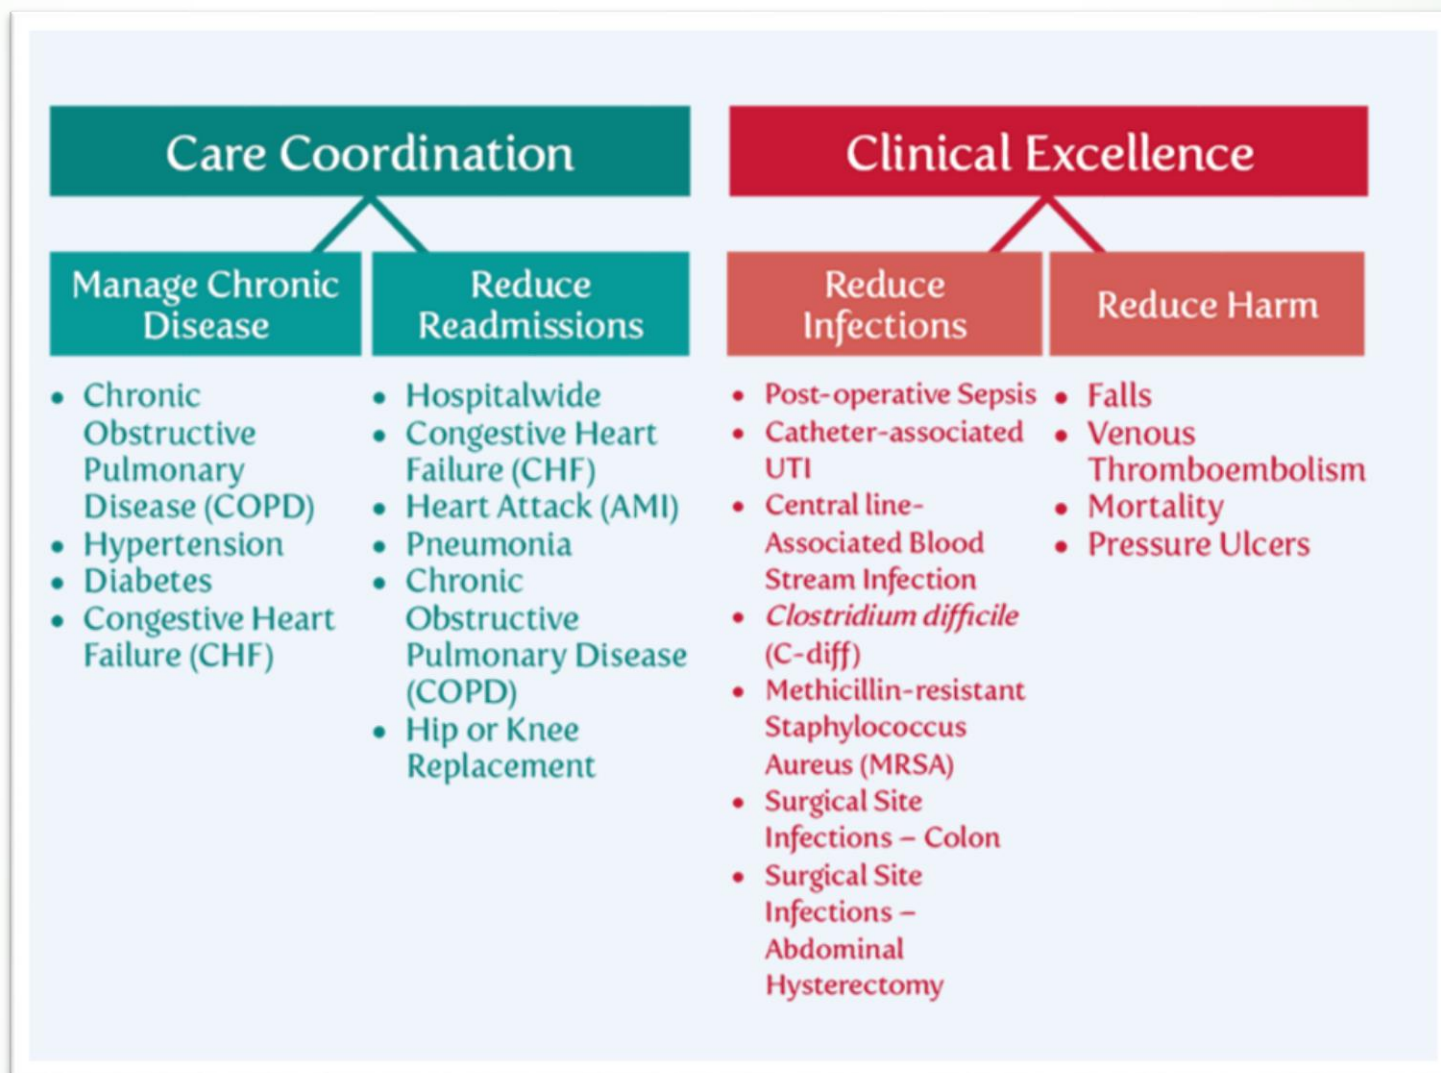 Care Coordination
Manage Chronic
Disease
• Chronic
Obstructive
Pulmonary
Disease (COPD)
• Hypertension
• Diabetes
• Congestive Heart
Failure (CHF)
Reduce
Readmissions
• Hospitalwide
• Congestive Heart
Failure (CHF)
• Heart Attack (AMI)
• Pneumonia
• Chronic
Obstructive
Pulmonary Disease
(COPD)
• Hip or Knee
Replacement
Clinical Excellence
Reduce
Infections
• Post-operative Sepsis
• Catheter-associated
UTI
• Central line-
Associated Blood
Stream Infection
• Clostridium difficile
(C-diff)
• Methicillin-resistant
Staphylococcus
Aureus (MRSA)
• Surgical Site
Infections – Colon
• Surgical Site
Infections –
Abdominal
Hysterectomy
Reduce Harm
• Falls
• Venous
Thromboembolism
• Mortality
• Pressure Ulcers